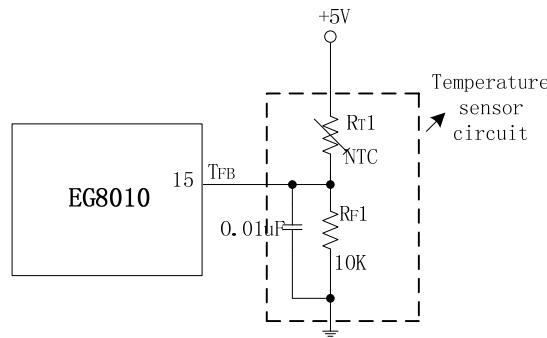 +5V
Temperature
sensor
circuit
RT1
NTC
15 TFB
EG8010
0.01uF
RF1
10K